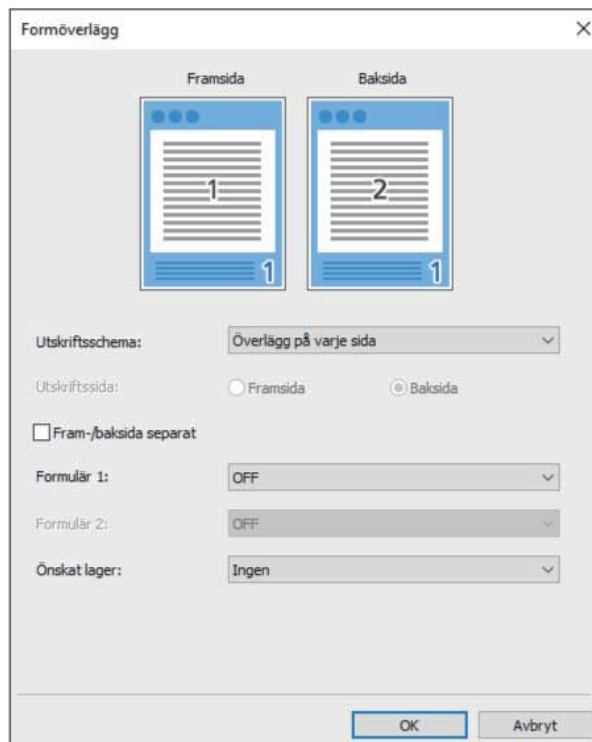 Formöverlägg
Framsida Baksida
1 2
1 1
Utskriftsschema: Överlägg på varje sida
Utskriftssida: Framsida Baksida
Fram-/baksida separat
Formulär 1: OFF
Formulär 2: OFF
Önskat lager: Ingen
OK Avbryt